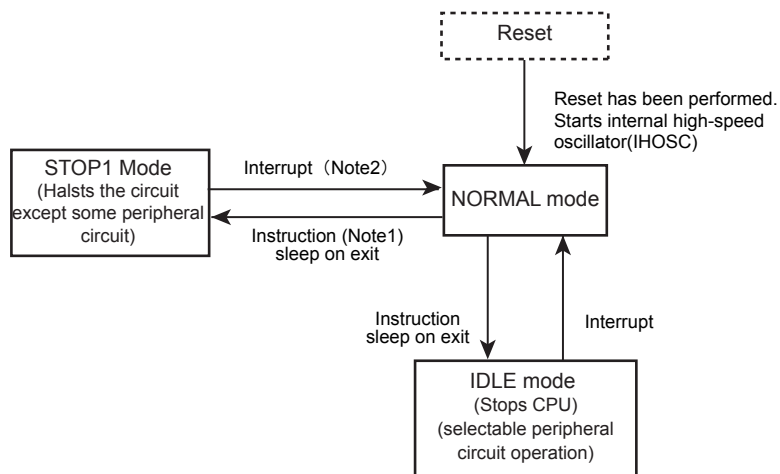 Reset
Reset has been performed.
Starts internal high-speed
oscillator(IHOSC)
STOP1 Mode
(Halsts the circuit
except some peripheral
circuit)
Interrupt（Note2）
NORMAL mode
Instruction (Note1)
sleep on exit
Instruction
sleep on exit
Interrupt
IDLE mode
(Stops CPU)
(selectable peripheral
circuit operation)